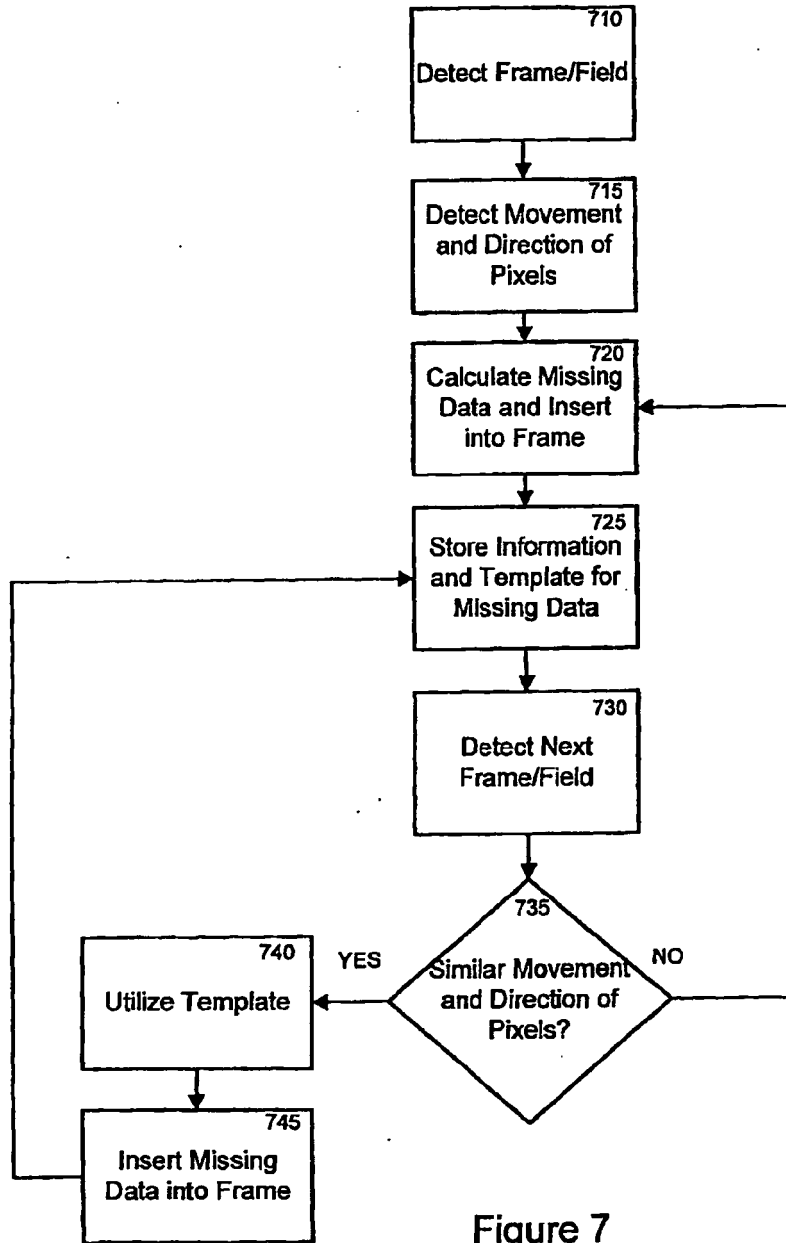 710
Detect Frame/Field
715
Detect Movement
and Direction of
Pixels
720
Calculate Missing
Data and Insert
into Frame
725
Store Information
and Template for
Missing Data
730
Detect Next
Frame/Field
735
Similar Movement
and Direction of
Pixels?
YES
NO
740
Utilize Template
745
Insert Missing
Data into Frame
Figure 7